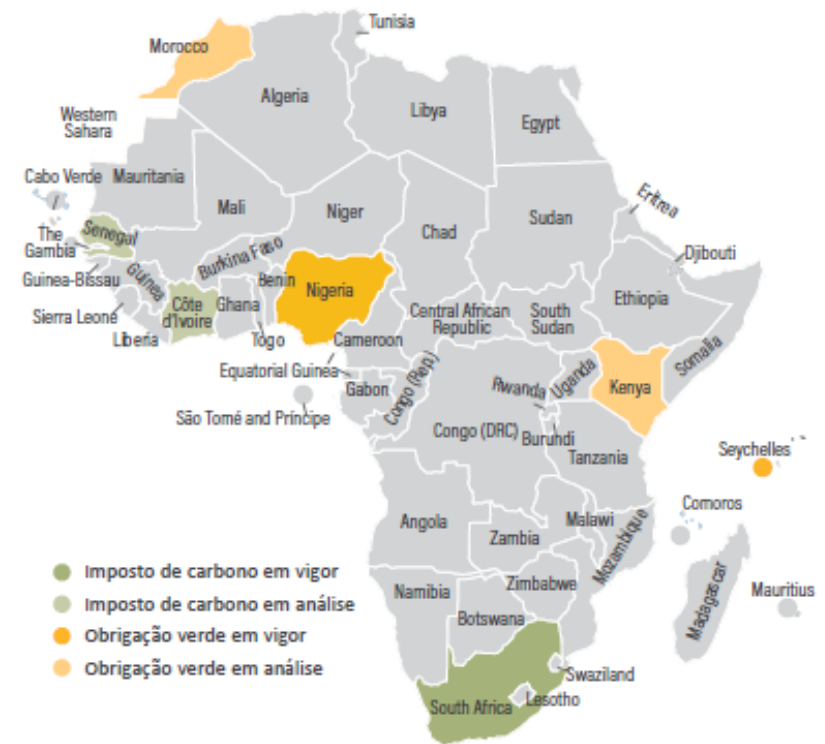 Tunisia
Morocco
Algeria
Libya
Egypt
Western
Sahara
Cabo Verde
Mauritania
Mali
Niger
Chad
Sudan
Eritrea
The
Gambia
Senegal
Burkina Faso
Djibouti
Guinea-Bissau
Guinea
Benin
Nigeria
Ethiopia
Sierra Leone
Côte
d'Ivoire
Ghana
Central African
Republic
South
Sudan
Somalia
Liberia
Togo
Cameroon
Equatorial Guinea
Gabon
Congo (Rep.)
Rwanda
Uganda
Kenya
São Tomé and Príncipe
Congo (DRC)
Burundi
Tanzania
Seychelles
Comoros
Angola
Zambia
Malawi
Mozambique
Imposto de carbono em vigor
Imposto de carbono em análise
Obrigação verde em vigor
Obrigação verde em análise
Namibia
Zimbabwe
Botswana
Madagascar
Mauritius
Swaziland
Lesotho
South Africa